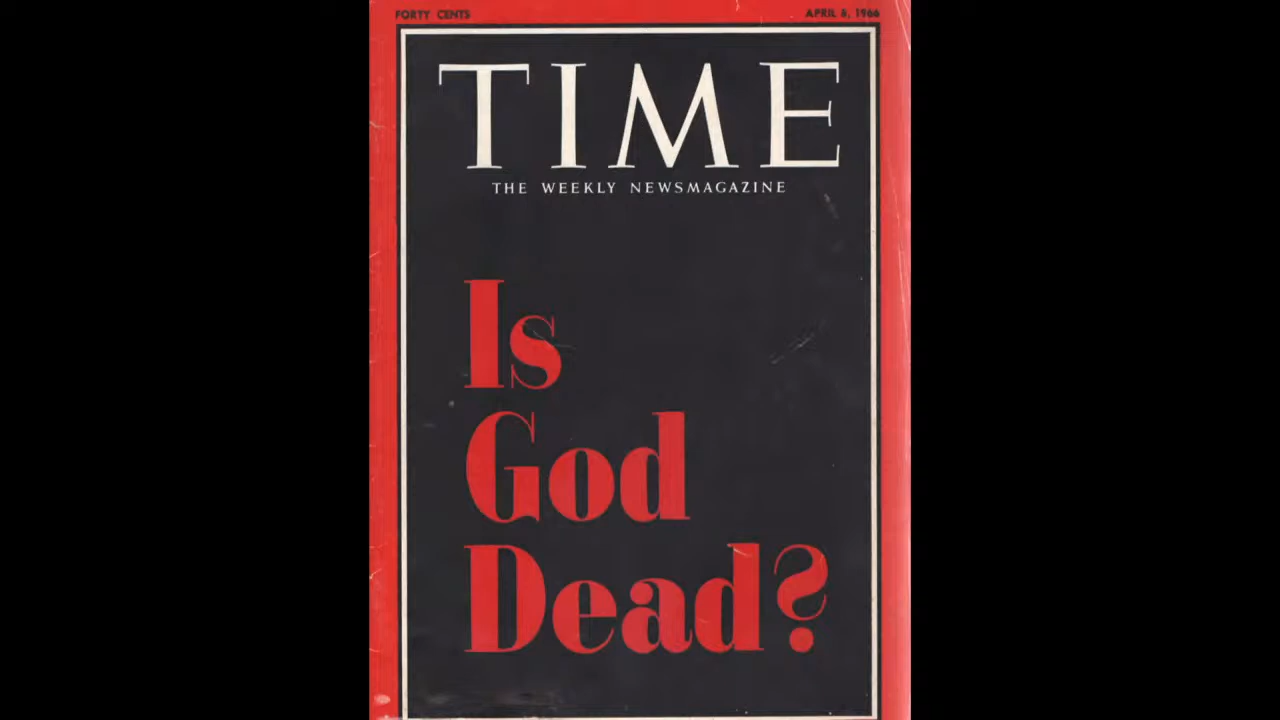 FORTY CENTS APRIL 8, 1966
TIME
THE WEEKLY NEWSMAGAZINE
Is
God
Dead?